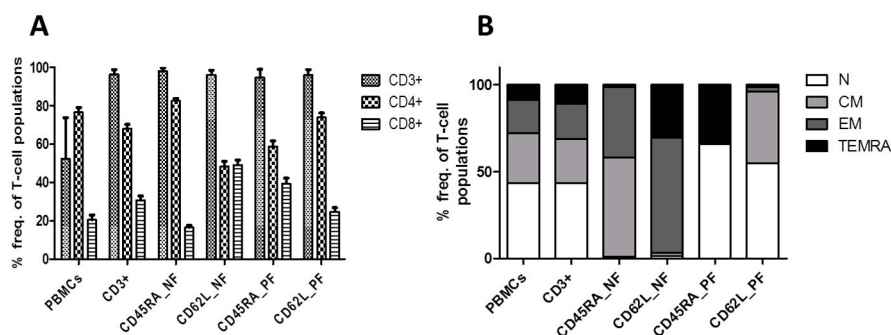 A
% freq. of T-cell populations
100
80
60
40
20
0
PBMCs
CD3+
CD45RA_NF
CD62L_NF
CD45RA_PF
CD62L_PF
CD3+
CD4+
CD8+
B
% freq. of T-cell
populations
100
50
0
PBMCs
CD3+
CD45RA_NF
CD62L_NF
CD45RA_PF
CD62L_PF
N
CM
EM
TEMRA